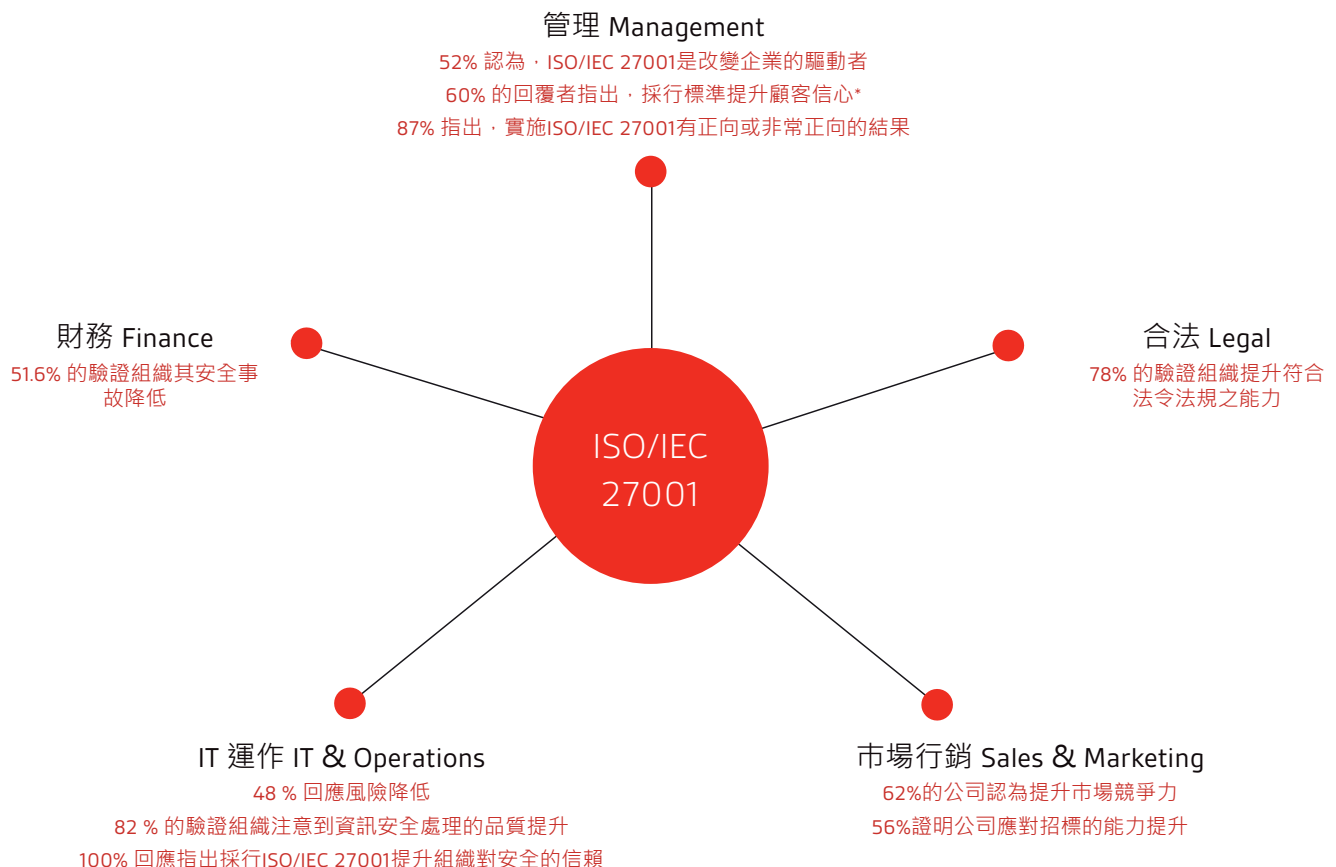 管理 Management
52% 認為，ISO/IEC 27001是改變企業的驅動者
60% 的回覆者指出，採行標準提升顧客信心*
87% 指出，實施ISO/IEC 27001有正向或非常正向的結果
財務 Finance
51.6% 的驗證組織其安全事
故降低
合法 Legal
78% 的驗證組織提升符合
法令法規之能力
ISO/IEC
27001
IT 運作 IT & Operations
48 % 回應風險降低
82 % 的驗證組織注意到資訊安全處理的品質提升
100% 回應指出採行ISO/IEC 27001提升組織對安全的信賴
市場行銷 Sales & Marketing
62%的公司認為提升市場競爭力
56%證明公司應對招標的能力提升